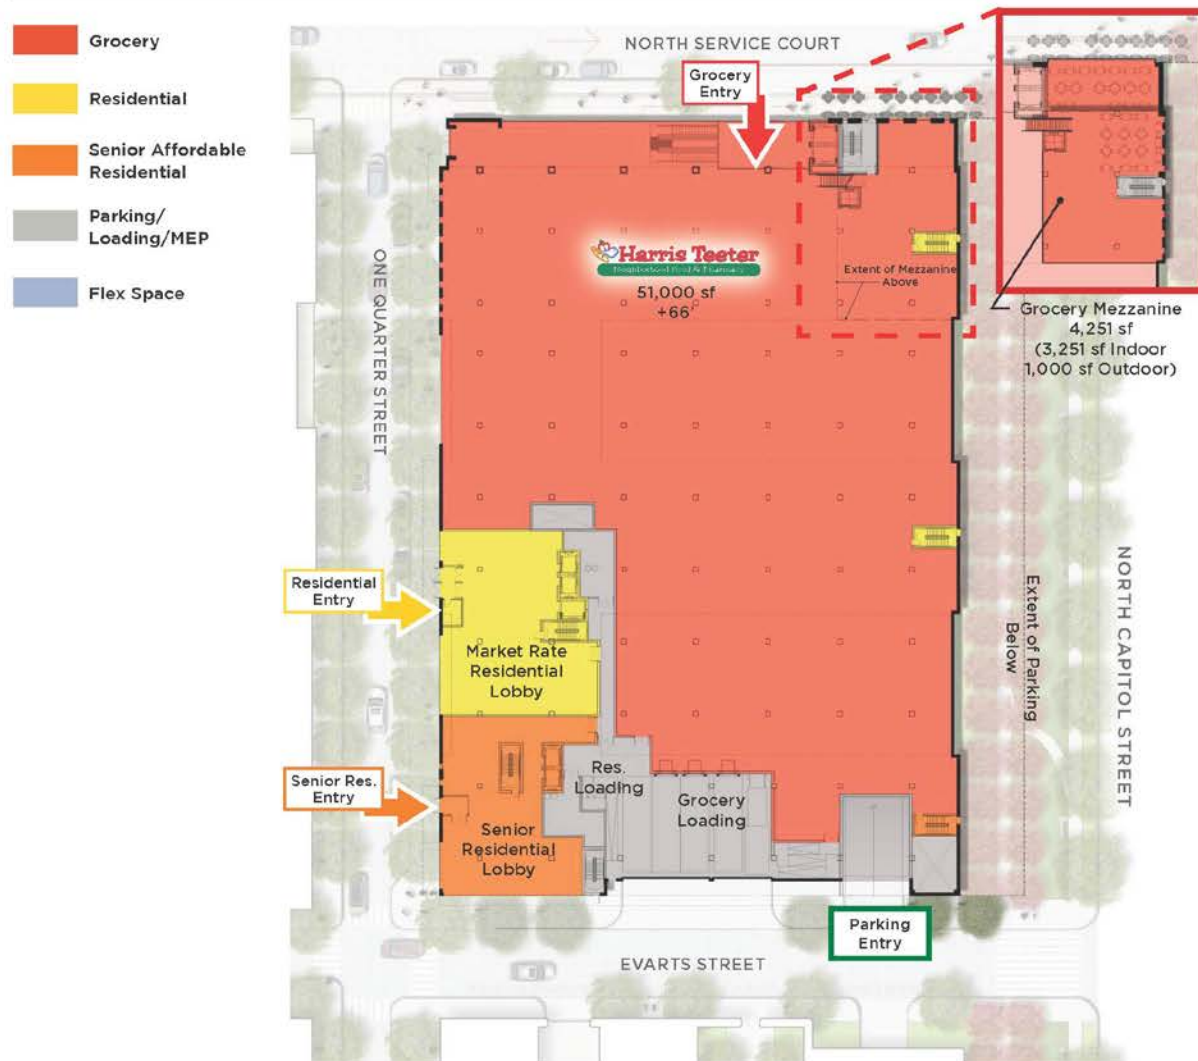 Grocery
Residential
Senior Affordable
Residential
Parking/
Loading/MEP
Flex Space
NORTH SERVICE COURT
Grocery
Entry
ONE QUARTER STREET
Harris Teeter
Neighborhood Food & Pharmacy
51,000 sf
+66'
Extent of Mezzanine
Above
Grocery Mezzanine
4,251 sf
(3,251 sf Indoor
1,000 sf Outdoor)
Residential
Entry
Market Rate
Residential
Lobby
Extent of Parking
Below
NORTH CAPITOL STREET
Senior Res.
Entry
Senior
Residential
Lobby
Res.
Loading
Grocery
Loading
Parking
Entry
EVARTS STREET